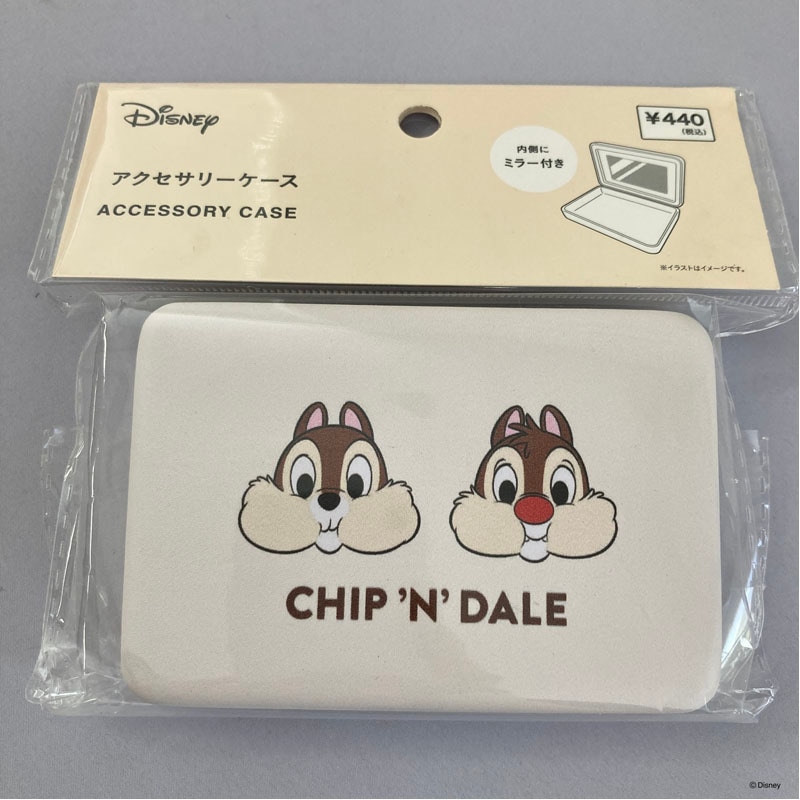 Disney
アクセサリーケース
ACCESSORY CASE
内側に
ミラー付き
¥440
(税込)
※イラストはイメージです。
CHIP 'N' DALE
©Disney